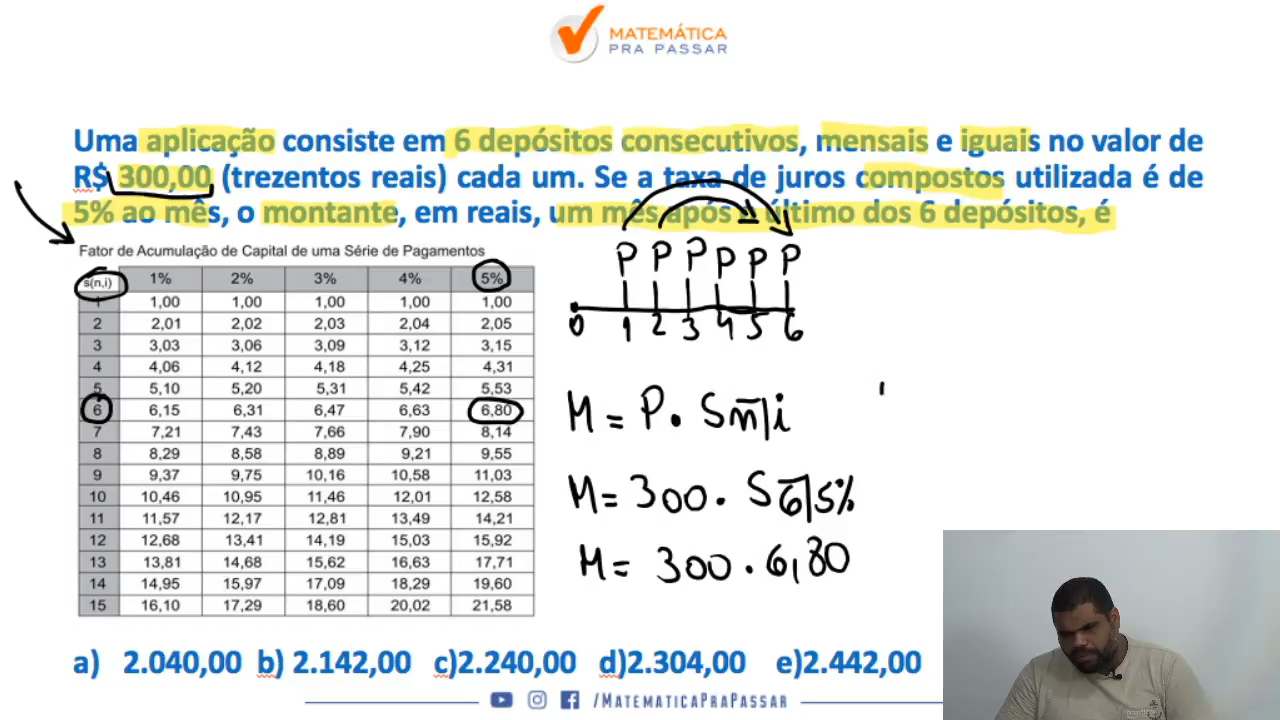 MATEMÁTICA
PRA PASSAR
Uma aplicação consiste em 6 depósitos consecutivos, mensais e iguais no valor de
R$ 300,00 (trezentos reais) cada um. Se a taxa de juros compostos utilizada é de
5% ao mês, o montante, em reais, um mês após o último dos 6 depósitos, é
Fator de Acumulação de Capital de uma Série de Pagamentos
s(n,i) 1% 2% 3% 4% 5%
1 1,00 1,00 1,00 1,00 1,00
2 2,01 2,02 2,03 2,04 2,05
3 3,03 3,06 3,09 3,12 3,15
4 4,06 4,12 4,18 4,25 4,31
5 5,10 5,20 5,31 5,42 5,53
6 6,15 6,31 6,47 6,63 6,80
7 7,21 7,43 7,66 7,90 8,14
8 8,29 8,58 8,89 9,21 9,55
9 9,37 9,75 10,16 10,58 11,03
10 10,46 10,95 11,46 12,01 12,58
11 11,57 12,17 12,81 13,49 14,21
12 12,68 13,41 14,19 15,03 15,92
13 13,81 14,68 15,62 16,63 17,71
14 14,95 15,97 17,09 18,29 19,60
15 16,10 17,29 18,60 20,02 21,58
P P P P P P
0 1 2 3 4 5 6
M = P . S n̅|i
M = 300 . S 6̅|5%
M = 300 . 6,80
a) 2.040,00 b) 2.142,00 c)2.240,00 d)2.304,00 e)2.442,00
/MATEMATICAPRAPASSAR